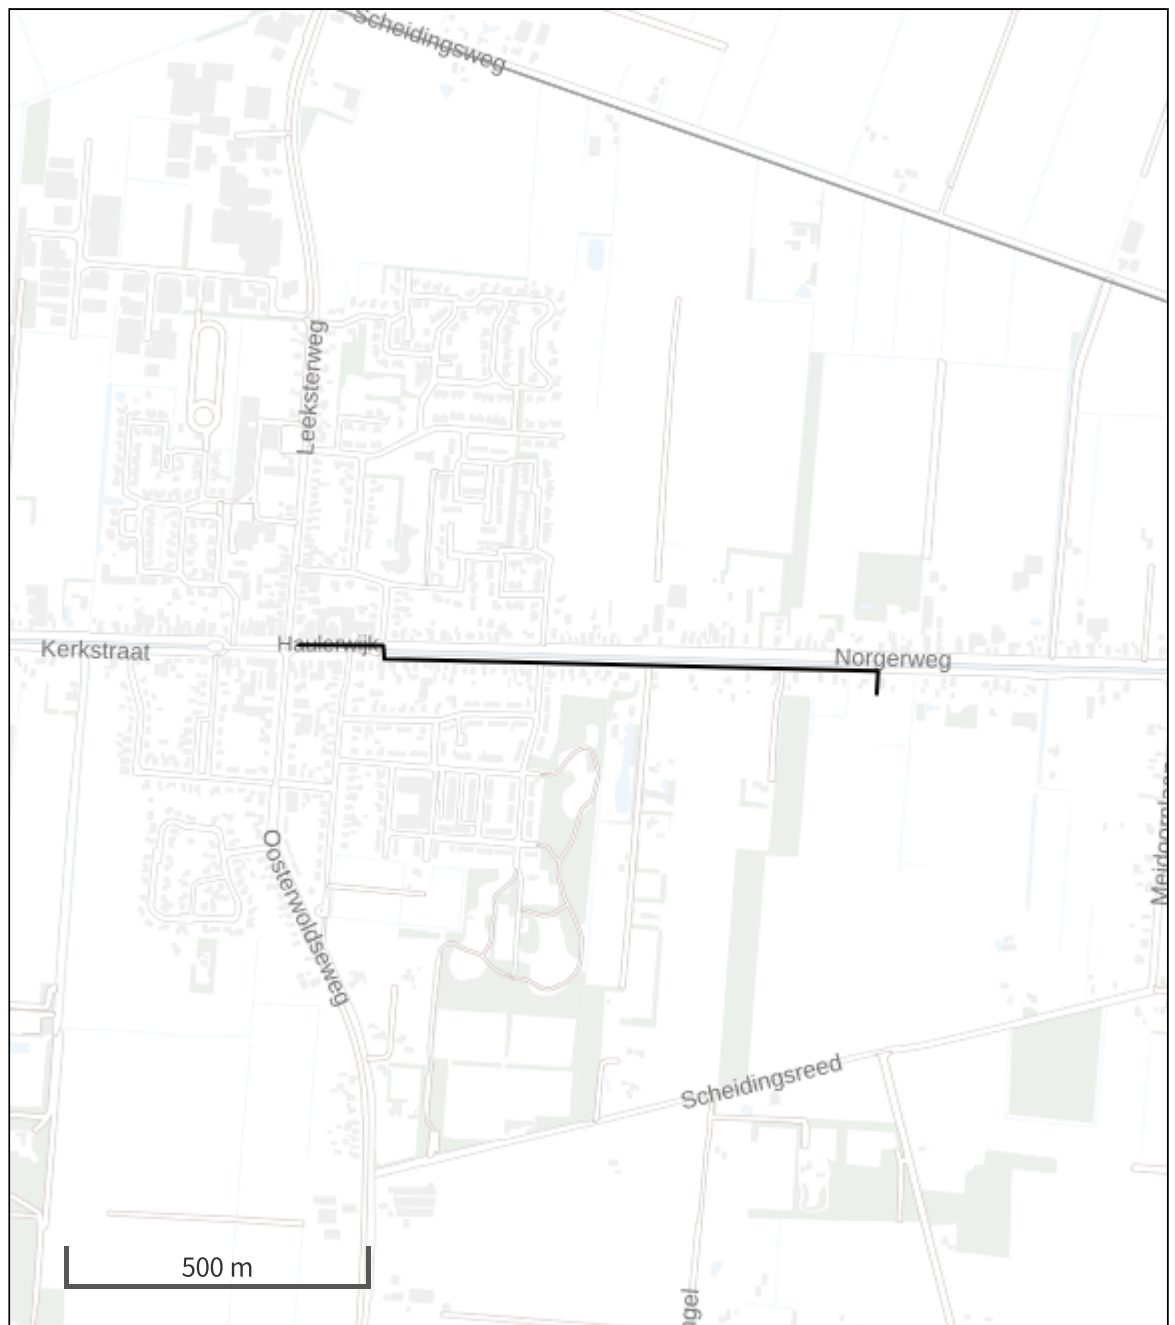 Scheidingsweg
Leeksterweg
Kerkstraat
Haulerwijk
Norgerweg
Oosterwoldseweg
Scheidingsreed
500 m